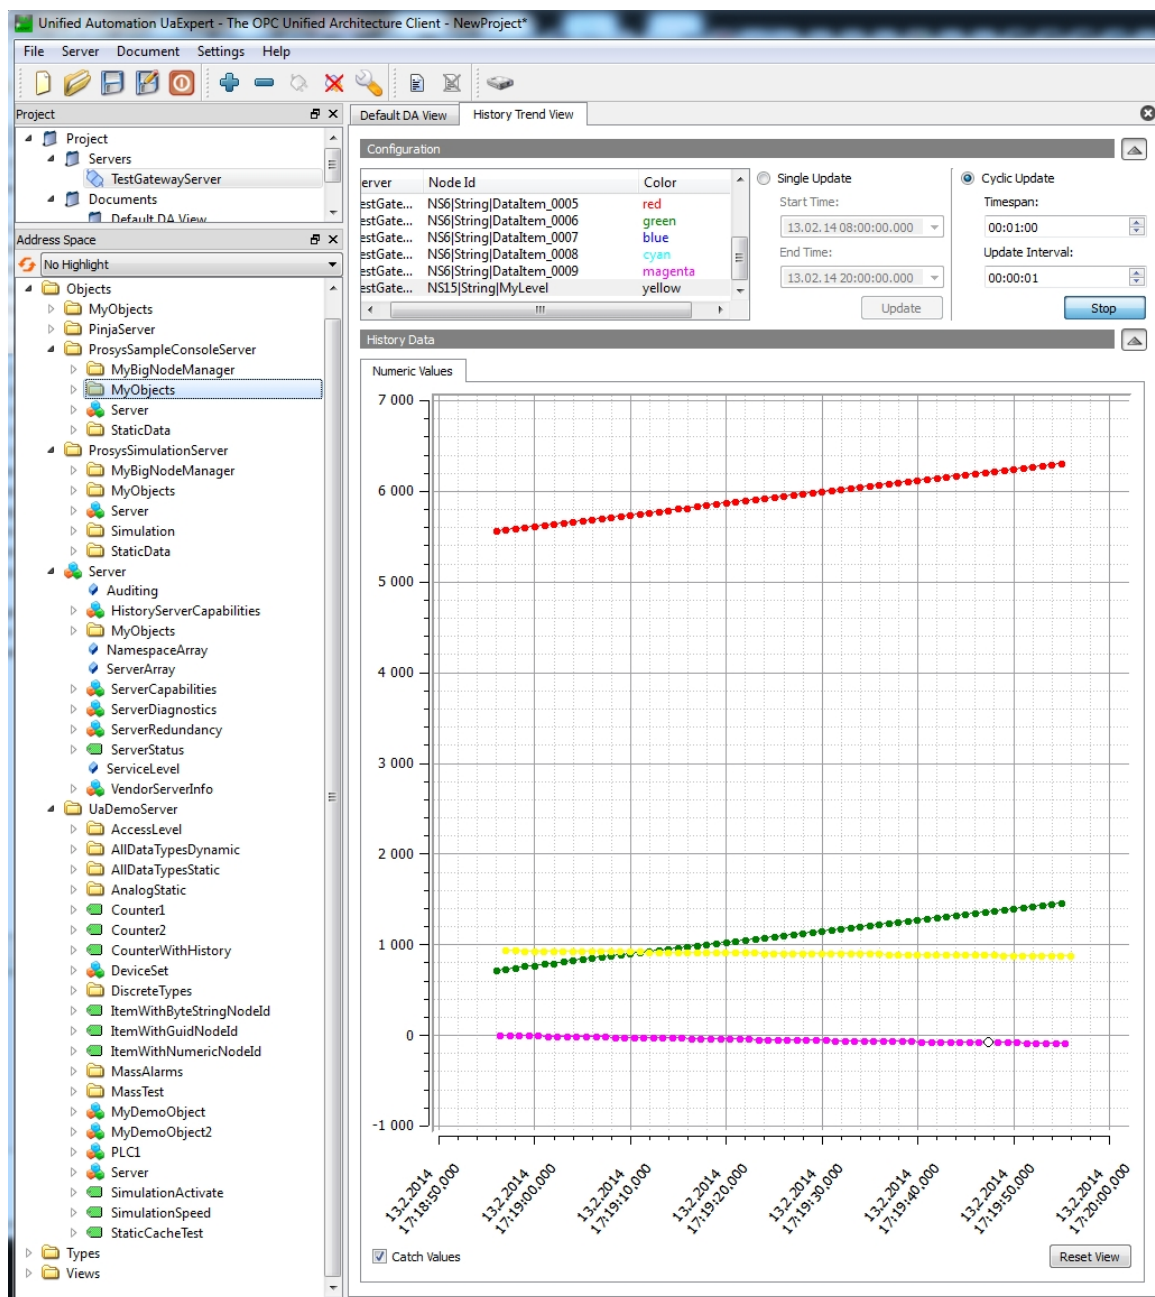 Unified Automation UaExpert - The OPC Unified Architecture Client - NewProject*
File Server Document Settings Help
Project
Project
Servers
TestGatewayServer
Documents
Default DA View
Address Space
No Highlight
Objects
MyObjects
PinjaServer
ProsysSampleConsoleServer
MyBigNodeManager
MyObjects
Server
StaticData
ProsysSimulationServer
MyBigNodeManager
MyObjects
Server
Simulation
StaticData
Server
Auditing
HistoryServerCapabilities
MyObjects
NamespaceArray
ServerArray
ServerCapabilities
ServerDiagnostics
ServerRedundancy
ServerStatus
ServiceLevel
VendorServerInfo
UaDemoServer
AccessLevel
AllDataTypesDynamic
AllDataTypesStatic
AnalogStatic
Counter1
Counter2
CounterWithHistory
DeviceSet
DiscreteTypes
ItemWithByteStringNodeId
ItemWithGuidNodeId
ItemWithNumericNodeId
MassAlarms
MassTest
MyDemoObject
MyDemoObject2
PLC1
Server
SimulationActivate
SimulationSpeed
StaticCacheTest
Types
Views
Default DA View History Trend View
Configuration
erver Node Id Color
estGate... NS6|String|DataItem_0005 red
estGate... NS6|String|DataItem_0006 green
estGate... NS6|String|DataItem_0007 blue
estGate... NS6|String|DataItem_0008 cyan
estGate... NS6|String|DataItem_0009 magenta
estGate... NS15|String|MyLevel yellow
Single Update
Start Time:
13.02.14 08:00:00.000
End Time:
13.02.14 20:00:00.000
Update
Cyclic Update
Timespan:
00:01:00
Update Interval:
00:00:01
Stop
History Data
Numeric Values
7 000
6 000
5 000
4 000
3 000
2 000
1 000
0
-1 000
13.2.2014
17:18:50.000
13.2.2014
17:19:00.000
13.2.2014
17:19:10.000
13.2.2014
17:19:20.000
13.2.2014
17:19:30.000
13.2.2014
17:19:40.000
13.2.2014
17:19:50.000
13.2.2014
17:20:00.000
Catch Values
Reset View